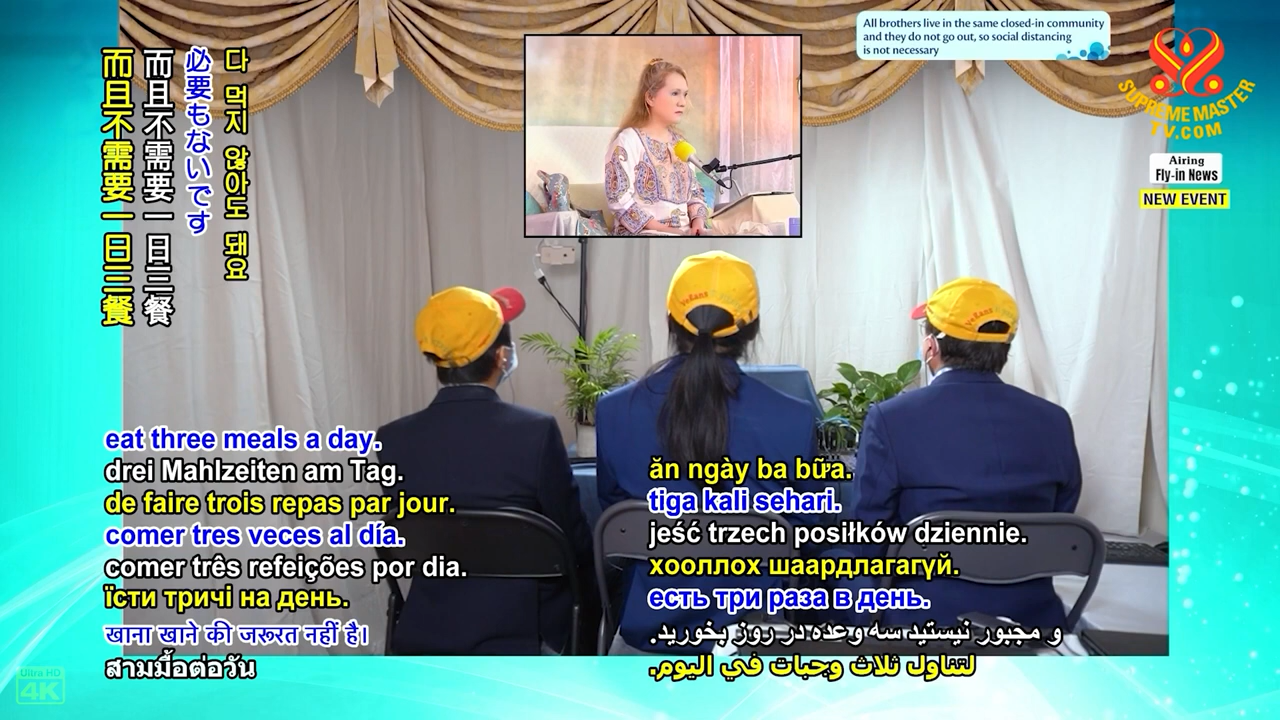 All brothers live in the same closed-in community
and they do not go out, so social distancing
is not necessary
SUPREME MASTER
TV.COM
Airing
Fly-in News
NEW EVENT
다 먹지 않아도 돼요
必要もないです
而且不需要一日三餐
而且不需要一日三餐
eat three meals a day.
drei Mahlzeiten am Tag.
de faire trois repas par jour.
comer tres veces al día.
comer três refeições por dia.
їсти тричі на день.
खाना खाने की जरूरत नहीं है।
สามมื้อต่อวัน
ăn ngày ba bữa.
tiga kali sehari.
jeść trzech posiłków dziennie.
хооллох шаардлагагүй.
есть три раза в день.
و مجبور نیستید سه وعده در روز بخورید.
لتناول ثلاث وجبات في اليوم.
Ultra HD
4K